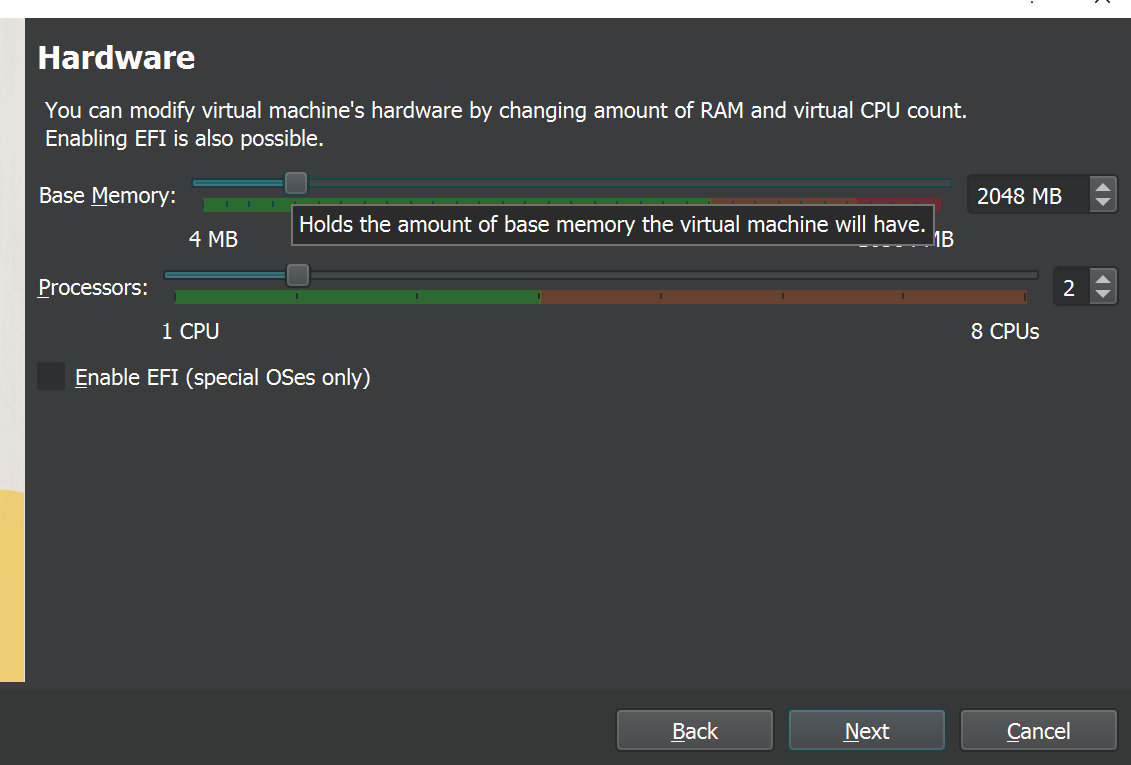 Hardware
You can modify virtual machine's hardware by changing amount of RAM and virtual CPU count.
Enabling EFI is also possible.
Base Memory:
2048 MB
Holds the amount of base memory the virtual machine will have.
4 MB
Processors:
2
1 CPU
8 CPUs
Enable EFI (special OSes only)
Back
Next
Cancel